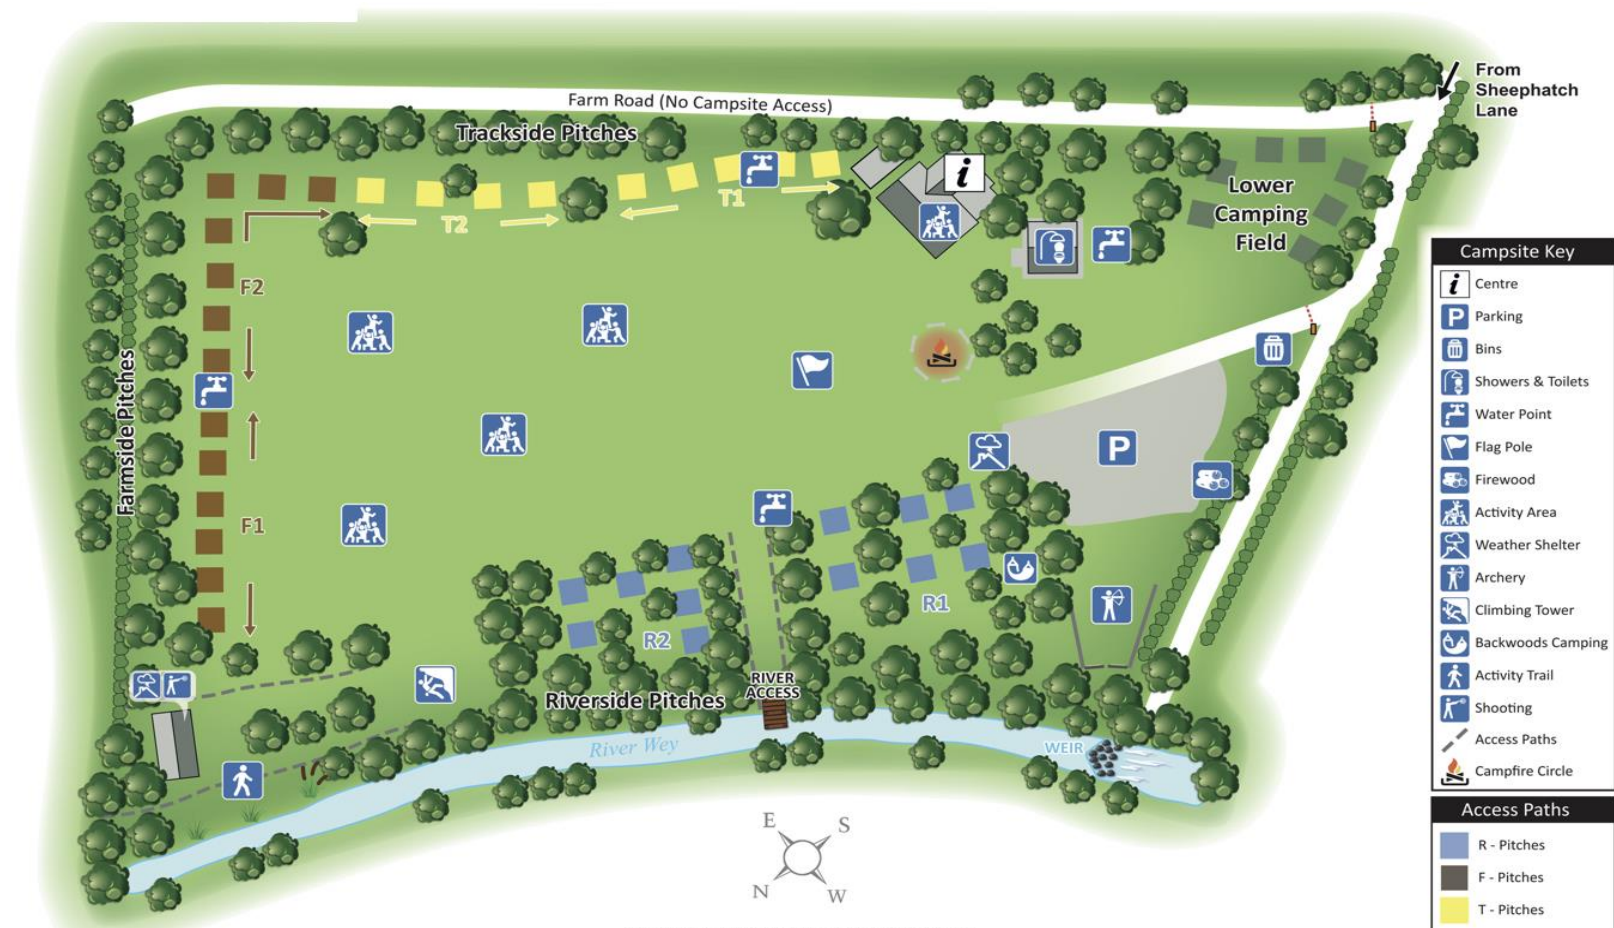 Farm Road (No Campsite Access)
From
Sheephatch
Lane
Trackside Pitches
i
T1
T2
Lower
Camping
Field
F2
Farmside Pitches
P
F1
R1
R2
Riverside Pitches
RIVER
ACCESS
River Wey
WEIR
E
S
N
W
Campsite Key
i Centre
P Parking
Bins
Showers & Toilets
Water Point
Flag Pole
Firewood
Activity Area
Weather Shelter
Archery
Climbing Tower
Backwoods Camping
Activity Trail
Shooting
Access Paths
Campfire Circle
Access Paths
R - Pitches
F - Pitches
T - Pitches